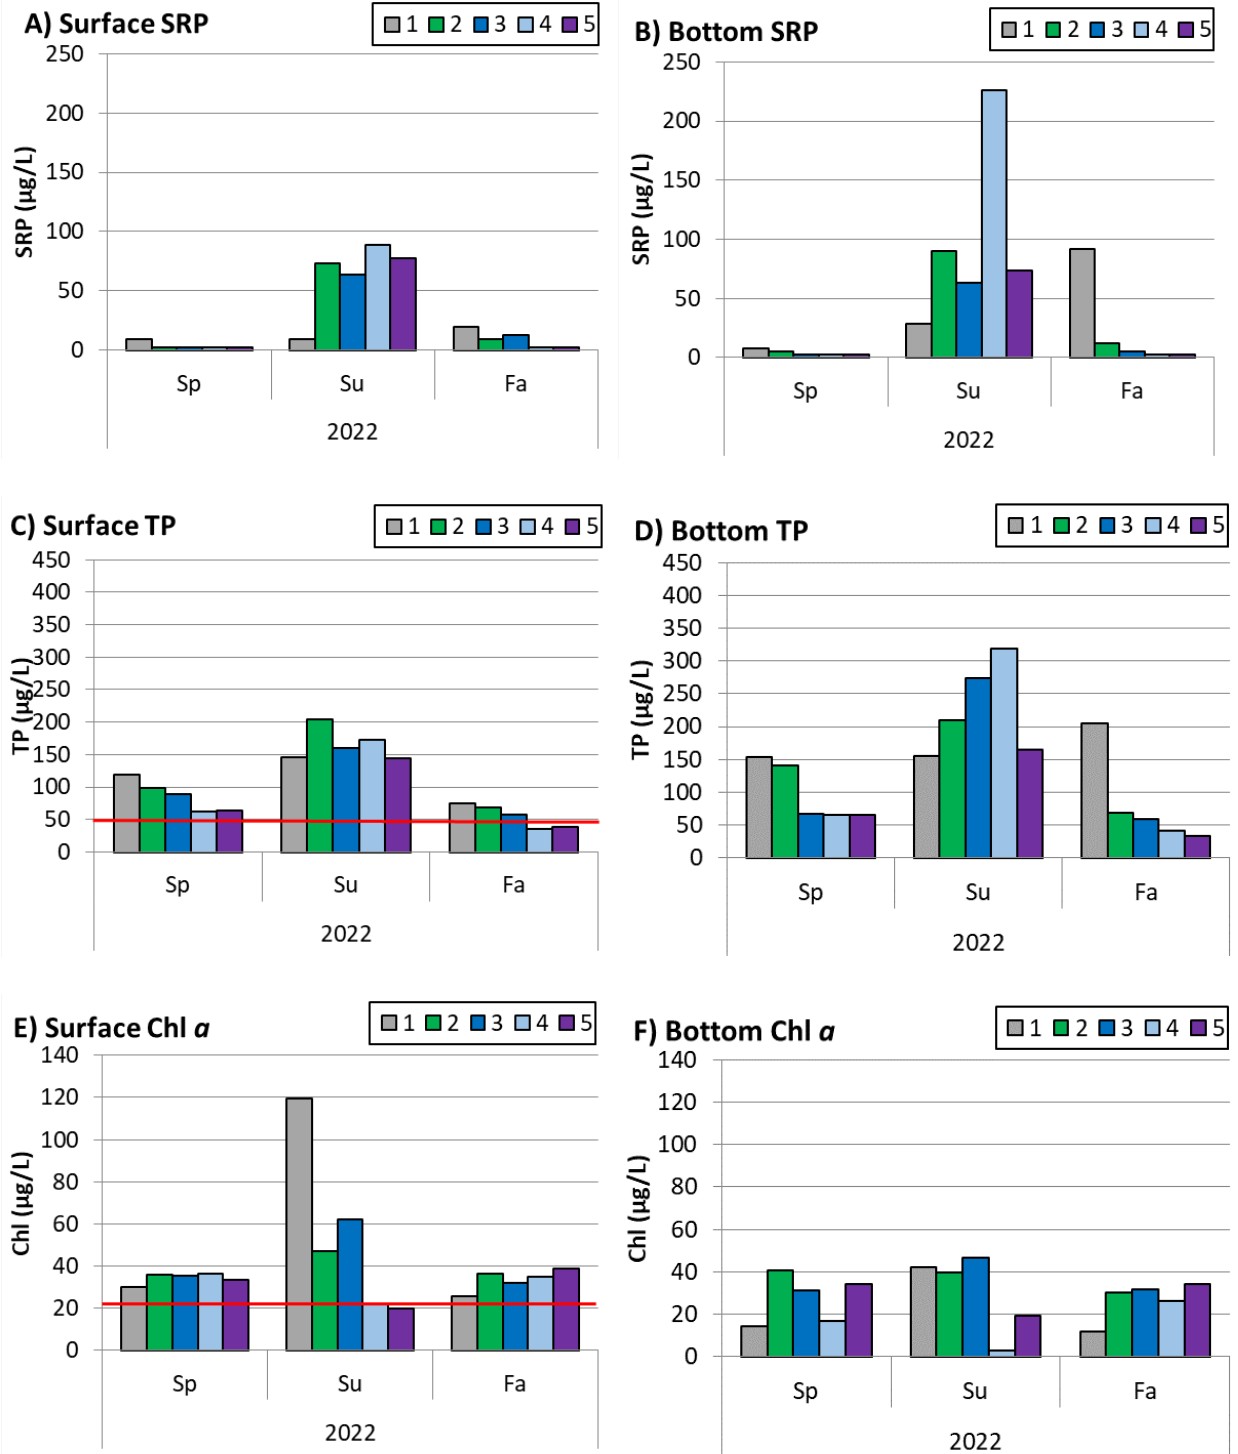 A) Surface SRP
1 2 3 4 5
250
200
150
100
50
0
SRP (µg/L)
Sp Su Fa
2022
B) Bottom SRP
1 2 3 4 5
250
200
150
100
50
0
SRP (µg/L)
Sp Su Fa
2022
C) Surface TP
1 2 3 4 5
450
400
350
300
250
200
150
100
50
0
TP (µg/L)
Sp Su Fa
2022
D) Bottom TP
1 2 3 4 5
450
400
350
300
250
200
150
100
50
0
TP (µg/L)
Sp Su Fa
2022
E) Surface Chl a
1 2 3 4 5
140
120
100
80
60
40
20
0
Chl (µg/L)
Sp Su Fa
2022
F) Bottom Chl a
1 2 3 4 5
140
120
100
80
60
40
20
0
Chl (µg/L)
Sp Su Fa
2022